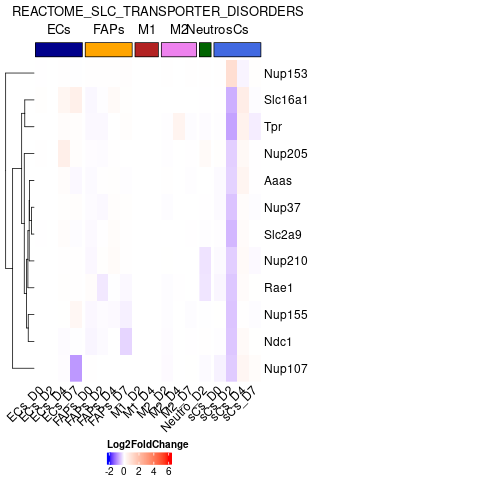 REACTOME_SLC_TRANSPORTER_DISORDERS
ECs FAPs M1 M2 Neutro sCs
Nup153
Slc16a1
Tpr
Nup205
Aaas
Nup37
Slc2a9
Nup210
Rae1
Nup155
Ndc1
Nup107
ECs_D0 ECs_D2 ECs_D4 ECs_D7 FAPs_D0 FAPs_D2 FAPs_D4 FAPs_D7 M1_D2 M1_D4 M2_D2 M2_D4 M2_D7 Neutro_D2 sCs_D0 sCs_D2 sCs_D4 sCs_D7
Log2FoldChange
-2 0 2 4 6